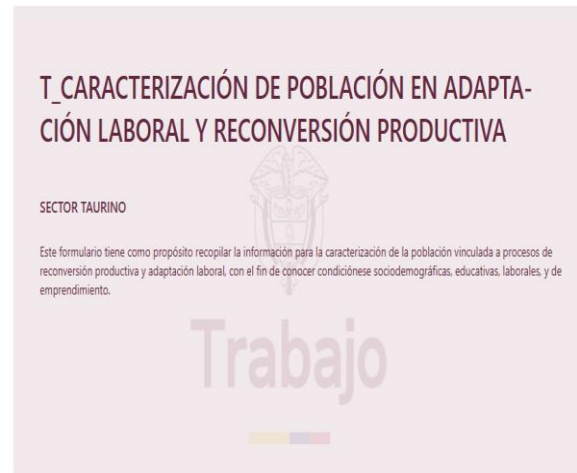 T_CARACTERIZACIÓN DE POBLACIÓN EN ADAPTA-
CIÓN LABORAL Y RECONVERSIÓN PRODUCTIVA
SECTOR TAURINO
Este formulario tiene como propósito recopilar la información para la caracterización de la población vinculada a procesos de
reconversión productiva y adaptación laboral, con el fin de conocer condiciónese sociodemográficas, educativas, laborales, y de
emprendimiento.
Trabajo